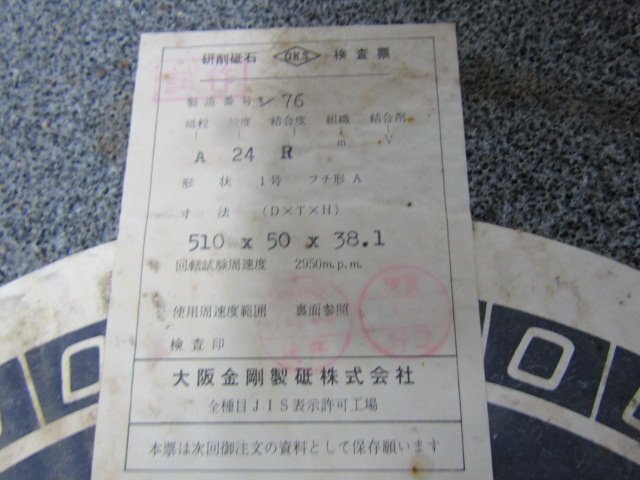 研削砥石 DKS 検査票
製造番号 76
砥粒 粒度 結合度 組織 結合剤
A 24 R m V
形状 1号 フチ形 A
寸法 (D×T×H)
510 x 50 x 38.1
回転試験周速度 2950m.p.m.
使用周速度範囲 裏面参照
検査印
大阪金剛製砥株式会社
全種目JIS表示許可工場
本票は次回御注文の資料として保存願います